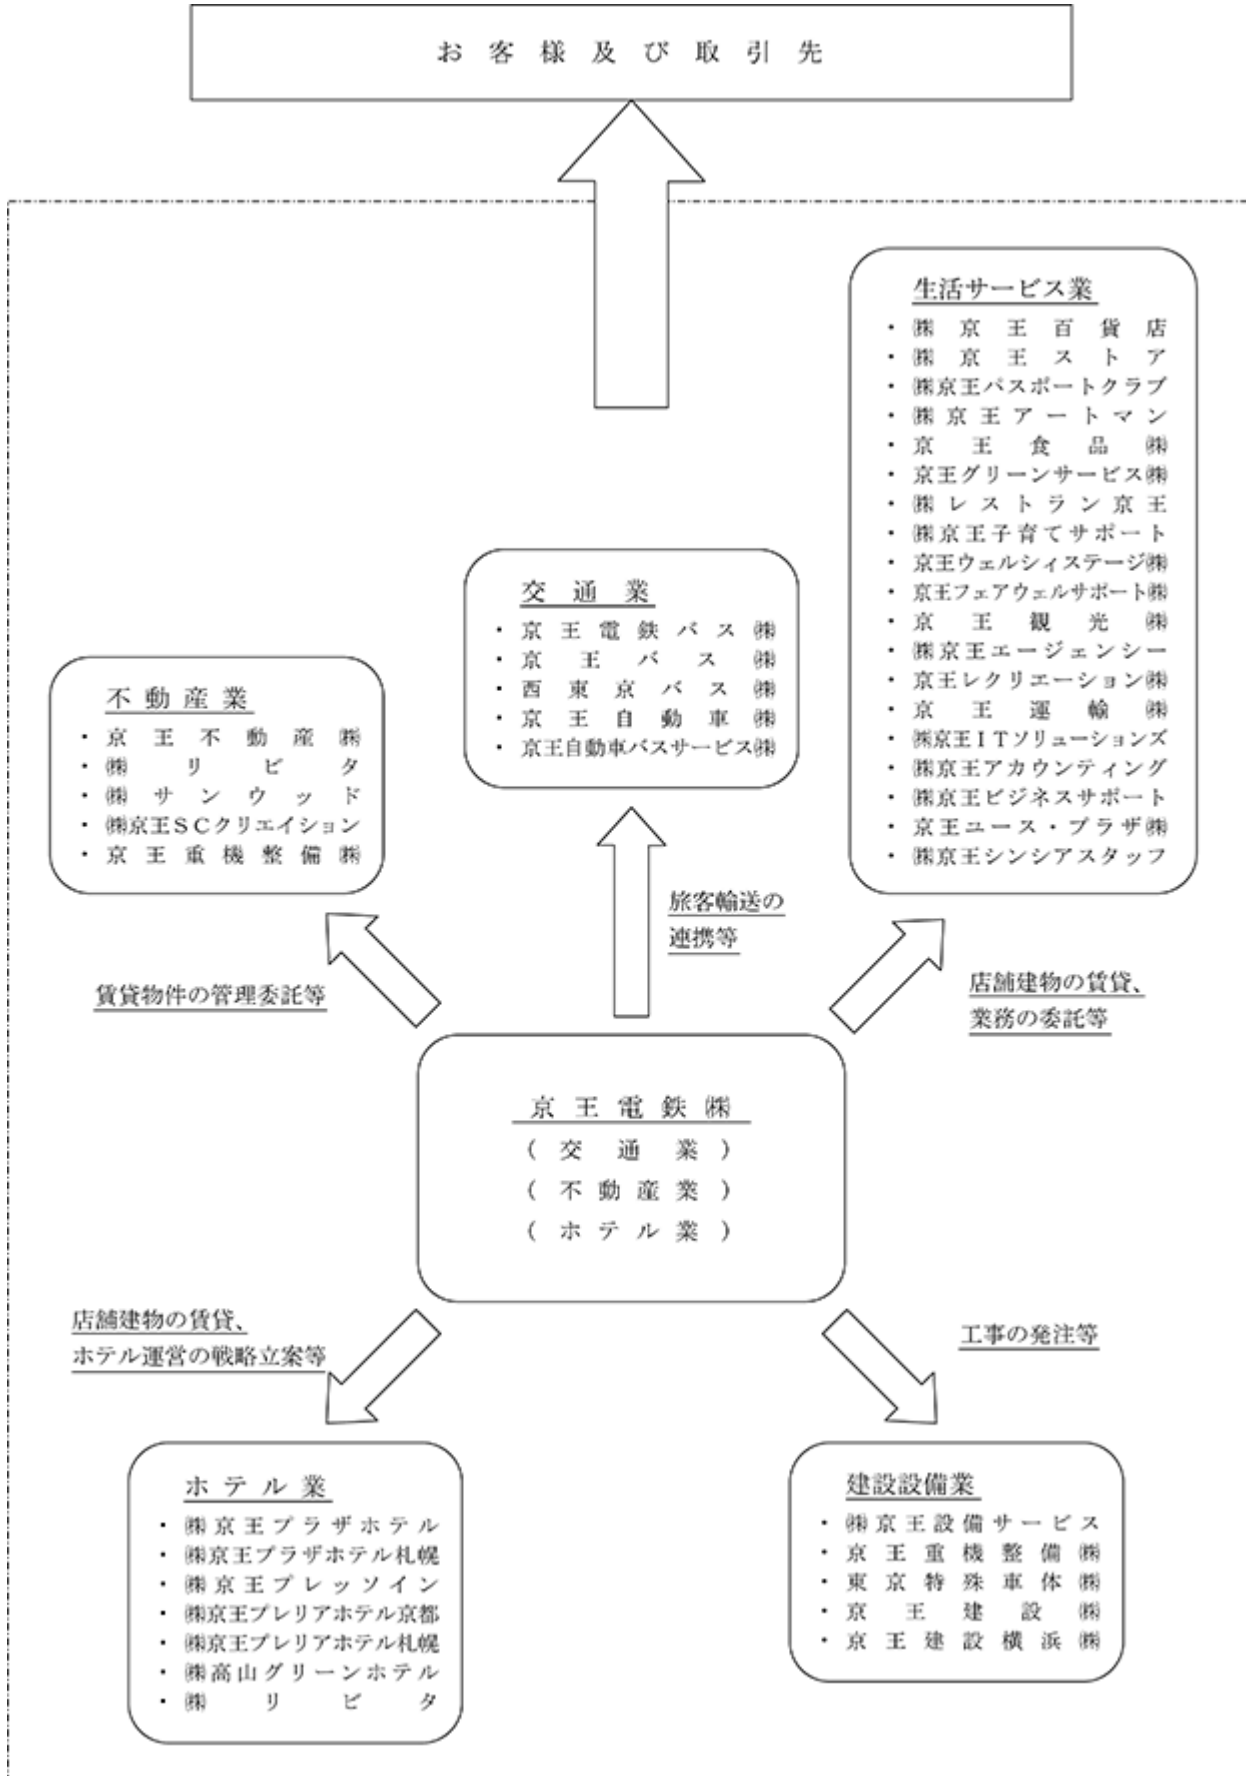 お客様及び取引先
生活サービス業
・㈱京王百貨店
・㈱京王ストア
・㈱京王パスポートクラブ
・㈱京王アートマン
・京王食品㈱
・京王グリーンサービス㈱
・㈱レストラン京王
・㈱京王子育てサポート
・京王ウェルシィステージ㈱
・京王フェアウェルサポート㈱
・京王観光㈱
・㈱京王エージェンシー
・京王レクリエーション㈱
・京王運輸㈱
・㈱京王ＩＴソリューションズ
・㈱京王アカウンティング
・㈱京王ビジネスサポート
・京王ユース・プラザ㈱
・㈱京王シンシアスタッフ
交通業
・京王電鉄バス㈱
・京王バス㈱
・西東京バス㈱
・京王自動車㈱
・京王自動車バスサービス㈱
不動産業
・京王不動産㈱
・㈱リビタ
・㈱サンウッド
・㈱京王ＳＣクリエイション
・京王重機整備㈱
旅客輸送の
連携等
賃貸物件の管理委託等
店舗建物の賃貸、
業務の委託等
京王電鉄㈱
（交通業）
（不動産業）
（ホテル業）
店舗建物の賃貸、
ホテル運営の戦略立案等
工事の発注等
ホテル業
・㈱京王プラザホテル
・㈱京王プラザホテル札幌
・㈱京王プレッソイン
・㈱京王プレリアホテル京都
・㈱京王プレリアホテル札幌
・㈱高山グリーンホテル
・㈱リビタ
建設設備業
・㈱京王設備サービス
・京王重機整備㈱
・東京特殊車体㈱
・京王建設㈱
・京王建設横浜㈱